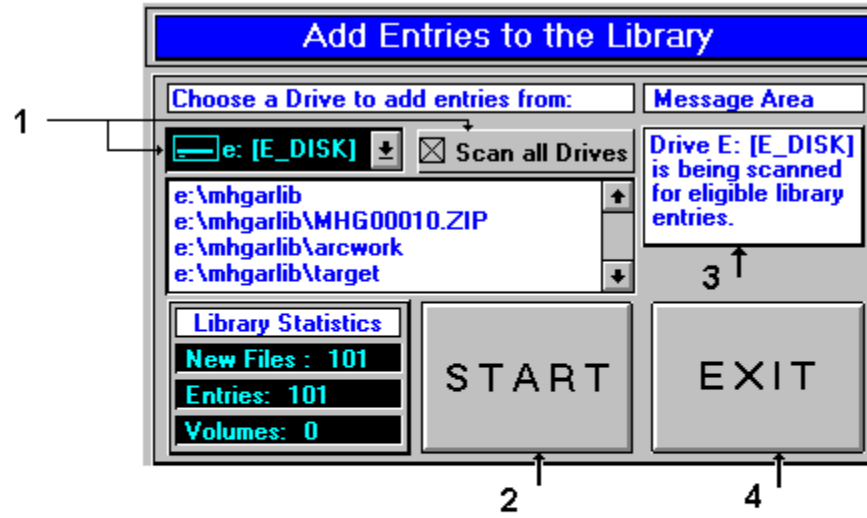 Add Entries to the Library
Choose a Drive to add entries from:
Message Area
1
e: [E_DISK]
Scan all Drives
Drive E: [E_DISK]
is being scanned
for eligible library
entries.
e:\mhgarlib
e:\mhgarlib\MHG00010.ZIP
e:\mhgarlib\arcwork
e:\mhgarlib\target
3
Library Statistics
New Files : 101
Entries: 101
Volumes: 0
START
EXIT
2
4